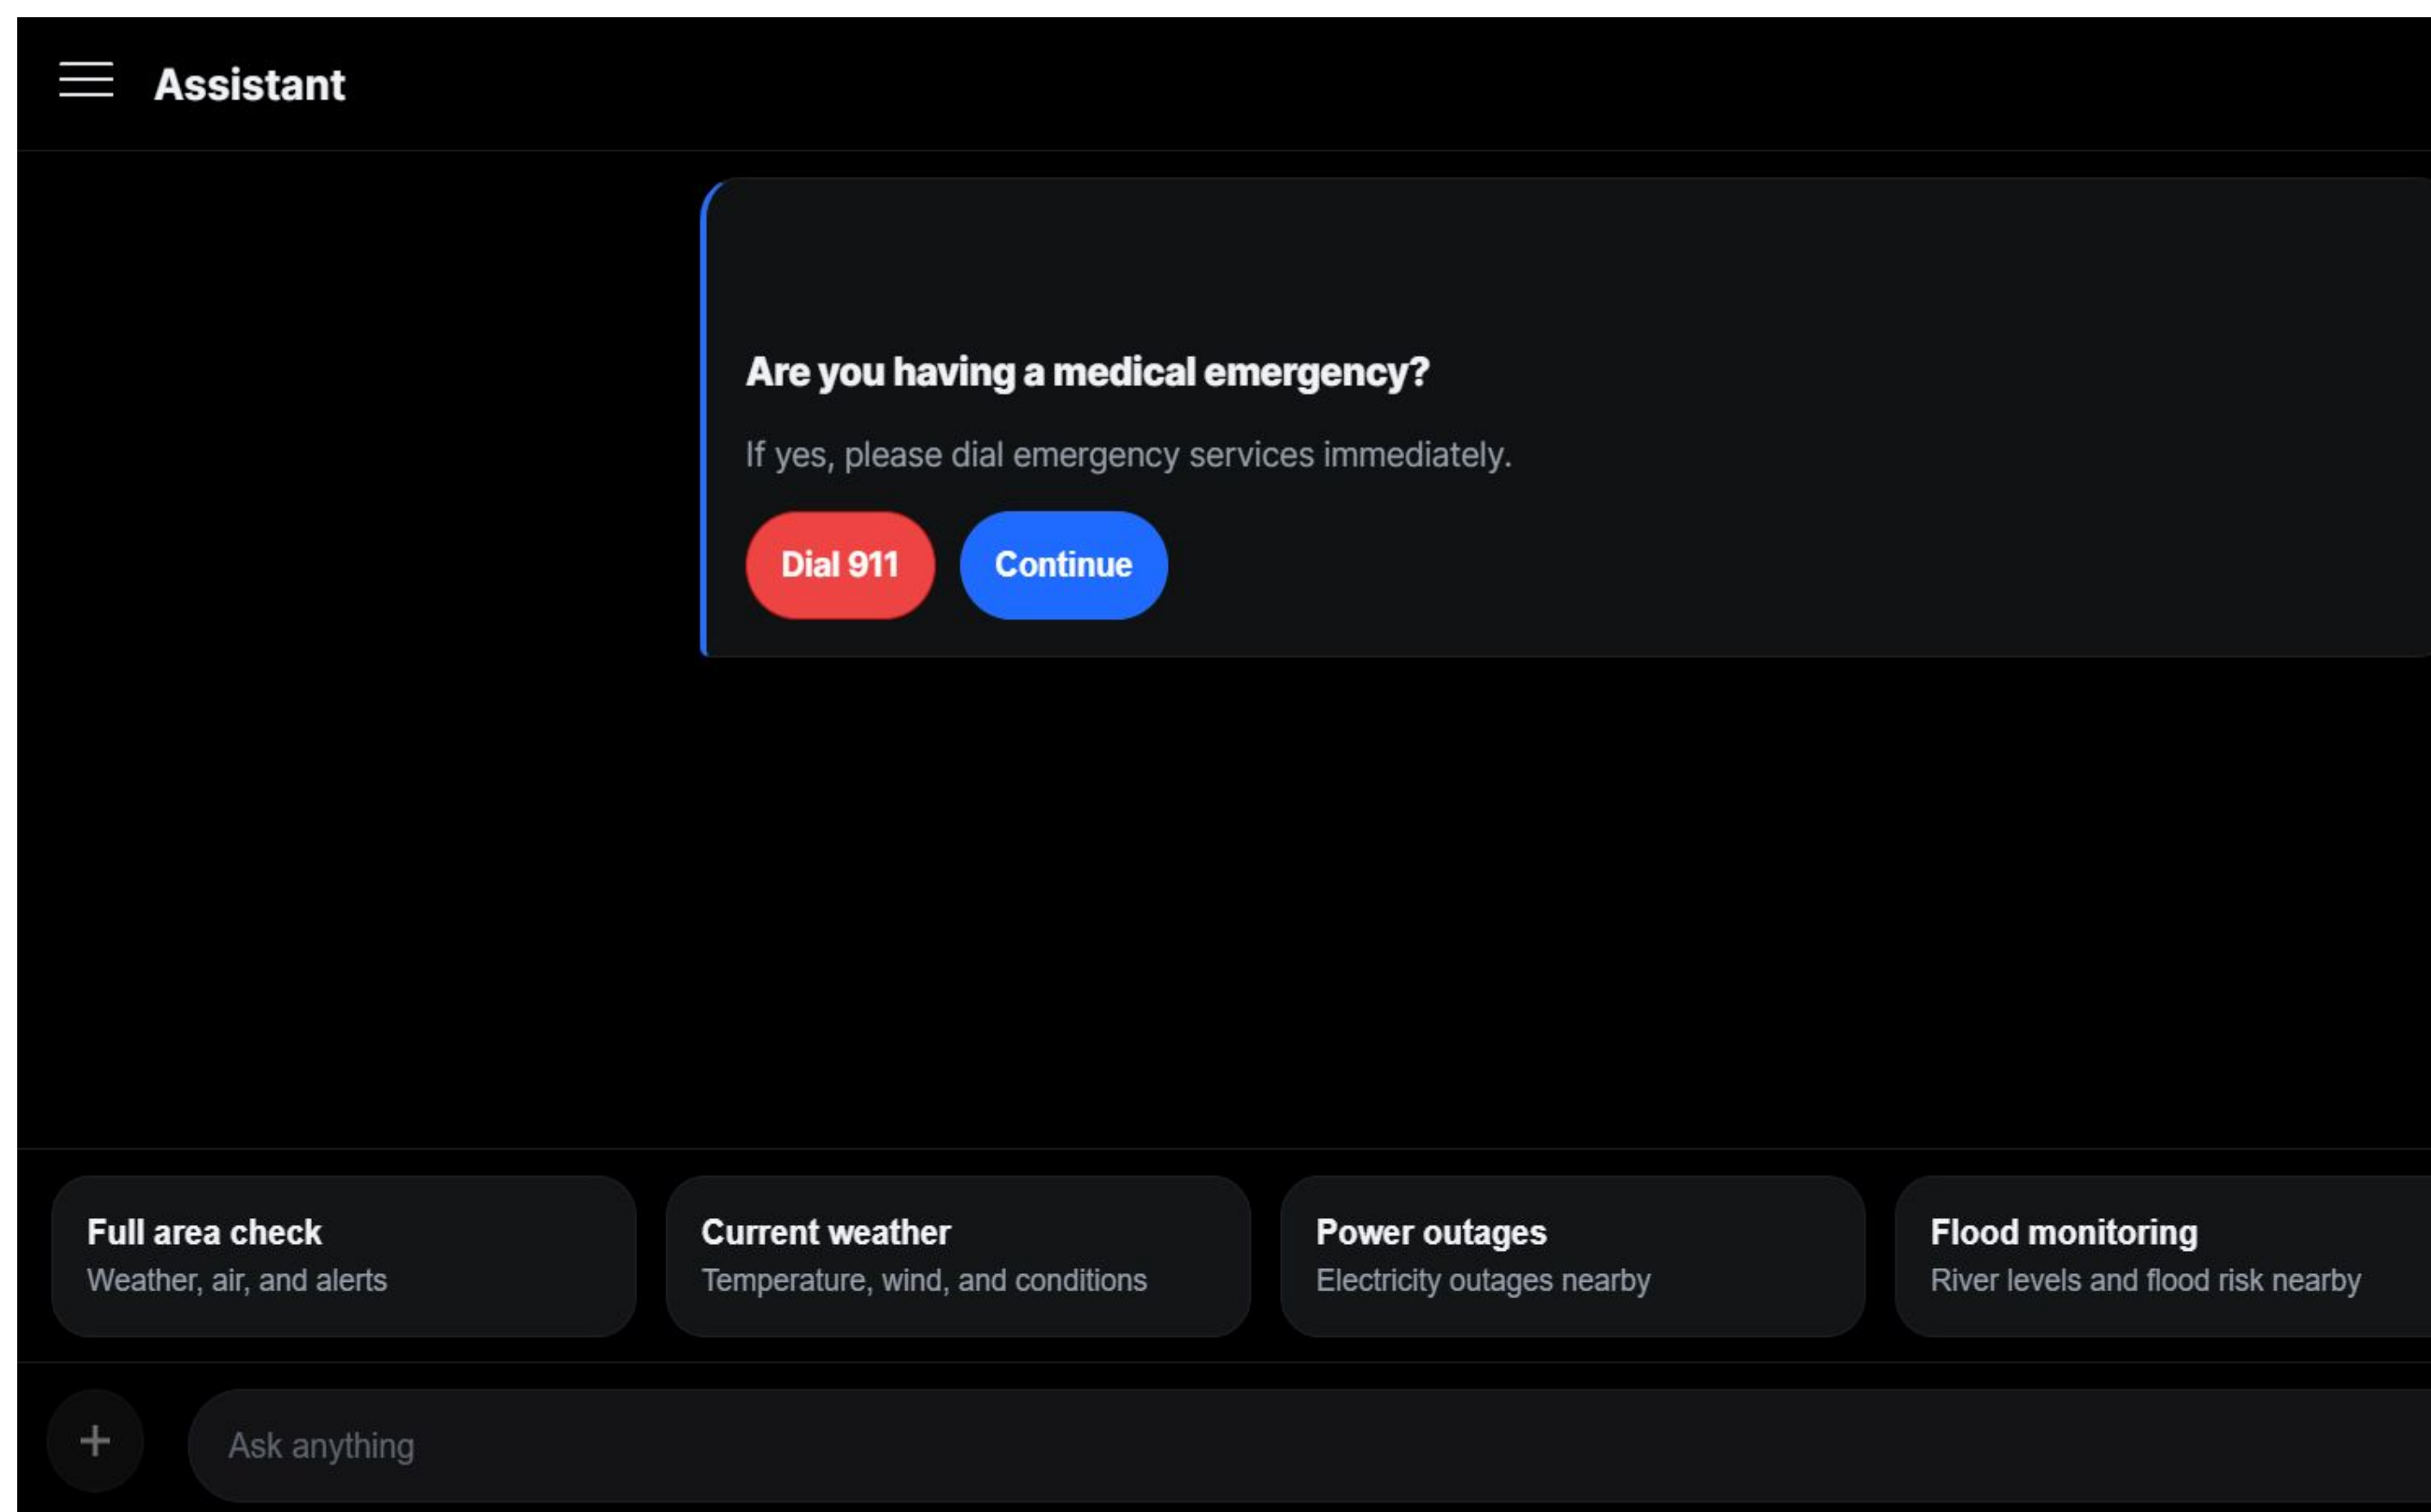 Assistant
Are you having a medical emergency?
If yes, please dial emergency services immediately.
Dial 911 Continue
Full area check
Weather, air, and alerts
Current weather
Temperature, wind, and conditions
Power outages
Electricity outages nearby
Flood monitoring
River levels and flood risk nearby
+
Ask anything